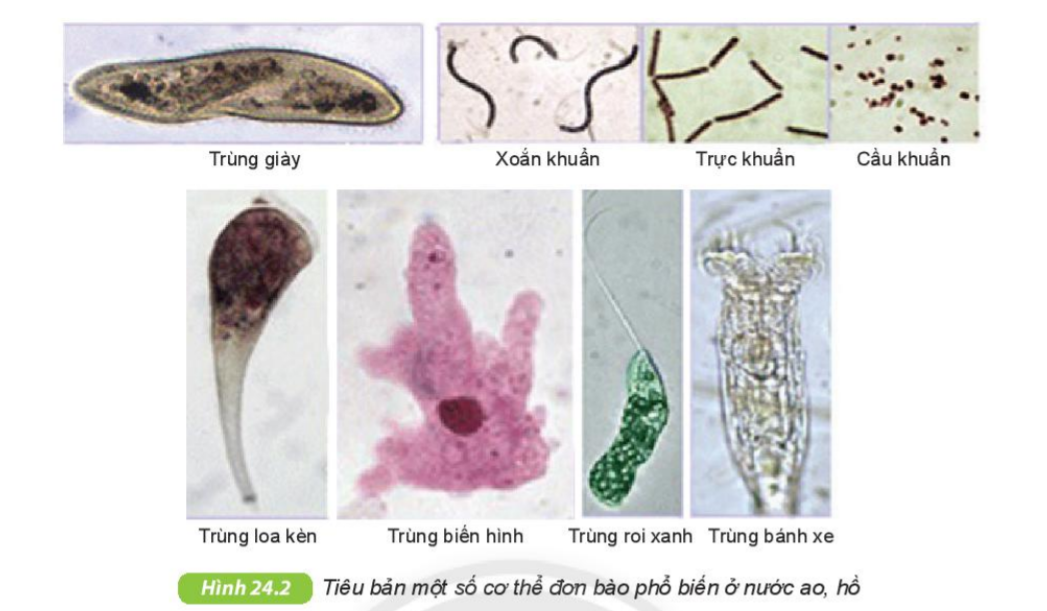 Trùng giày Xoắn khuẩn Trực khuẩn Cầu khuẩn
Trùng loa kèn Trùng biến hình Trùng roi xanh Trùng bánh xe
Hình 24.2 Tiêu bản một số cơ thể đơn bào phổ biến ở nước ao, hồ